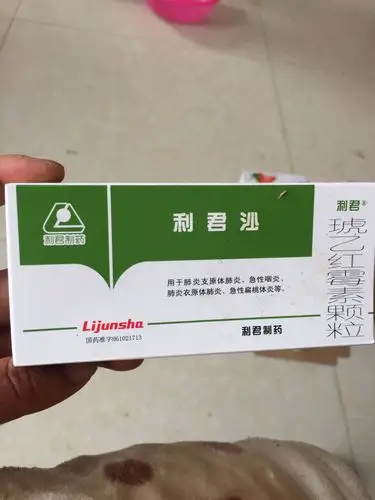 利君制药
利君沙
用于肺炎支原体肺炎、急性咽炎、
肺炎衣原体肺炎、急性扁桃体炎等。
Lijunsha
国药准字861021713
利君制药
利君®
琥乙红霉素颗粒